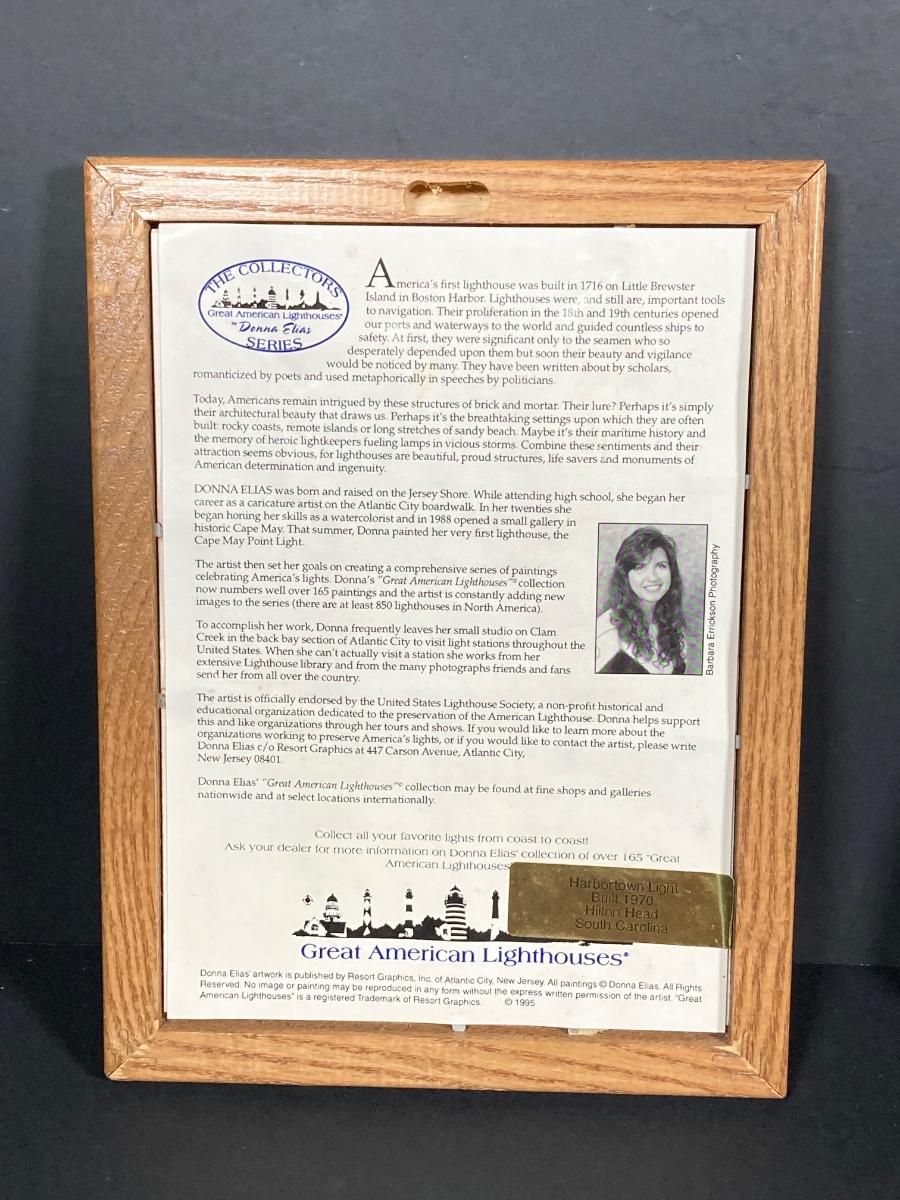 THE COLLECTORS
Great American Lighthouses®
by Donna Elias
SERIES
America's first lighthouse was built in 1716 on Little Brewster
Island in Boston Harbor. Lighthouses were, and still are, important tools
to navigation. Their proliferation in the 18th and 19th centuries opened
our ports and waterways to the world and guided countless ships to
safety. At first, they were significant only to the seamen who so
desperately depended upon them but soon their beauty and vigilance
would be noticed by many. They have been written about by scholars,
romanticized by poets and used metaphorically in speeches by politicians.
Today, Americans remain intrigued by these structures of brick and mortar. Their lure? Perhaps it's simply
their architectural beauty that draws us. Perhaps it's the breathtaking settings upon which they are often
built: rocky coasts, remote islands or long stretches of sandy beach. Maybe it's their maritime history and
the memory of heroic lightkeepers fueling lamps in vicious storms. Combine these sentiments and their
attraction seems obvious, for lighthouses are beautiful, proud structures, life savers and monuments of
American determination and ingenuity.
DONNA ELIAS was born and raised on the Jersey Shore. While attending high school, she began her
career as a caricature artist on the Atlantic City boardwalk. In her twenties she
began honing her skills as a watercolorist and in 1988 opened a small gallery in
historic Cape May. That summer, Donna painted her very first lighthouse, the
Cape May Point Light.
The artist then set her goals on creating a comprehensive series of paintings
celebrating America's lights. Donna's "Great American Lighthouses"® collection
now numbers well over 165 paintings and the artist is constantly adding new
images to the series (there are at least 850 lighthouses in North America).
To accomplish her work, Donna frequently leaves her small studio on Clam
Creek in the back bay section of Atlantic City to visit light stations throughout the
United States. When she can't actually visit a station she works from her
extensive Lighthouse library and from the many photographs friends and fans
send her from all over the country.
Barbara Errickson Photography
The artist is officially endorsed by the United States Lighthouse Society, a non-profit historical and
educational organization dedicated to the preservation of the American Lighthouse. Donna helps support
this and like organizations through her tours and shows. If you would like to learn more about the
organizations working to preserve America's lights, or if you would like to contact the artist, please write
Donna Elias c/o Resort Graphics at 447 Carson Avenue, Atlantic City,
New Jersey 08401.
Donna Elias' "Great American Lighthouses"® collection may be found at fine shops and galleries
nationwide and at select locations internationally.
Collect all your favorite lights from coast to coast!
Ask your dealer for more information on Donna Elias' collection of over 165 "Great
American Lighthouses
Harbortown Light
Built 1970
Hilton Head
South Carolina
Great American Lighthouses®
Donna Elias' artwork is published by Resort Graphics, Inc. of Atlantic City, New Jersey. All paintings © Donna Elias. All Rights
Reserved. No image or painting may be reproduced in any form without the express written permission of the artist. "Great
American Lighthouses" is a registered Trademark of Resort Graphics. © 1995